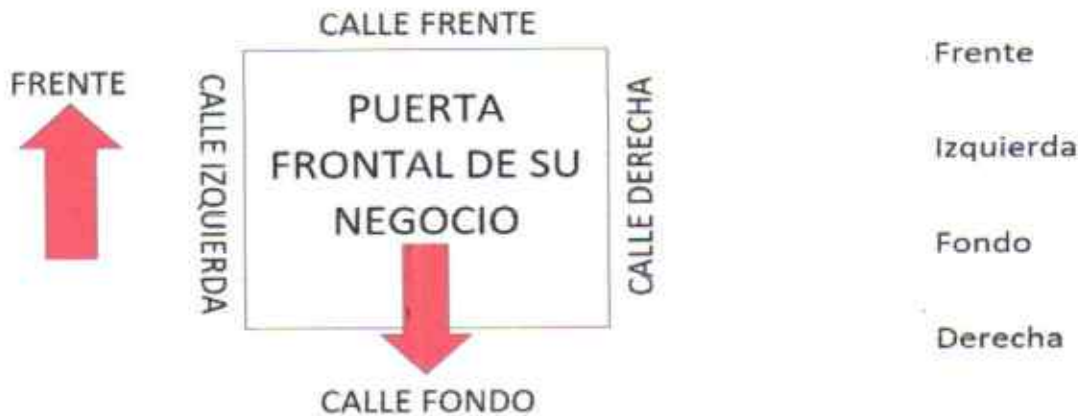 CALLE FRENTE
FRENTE
CALLE IZQUIERDA
PUERTA
FRONTAL DE SU
NEGOCIO
CALLE DERECHA
CALLE FONDO
Frente
Izquierda
Fondo
Derecha